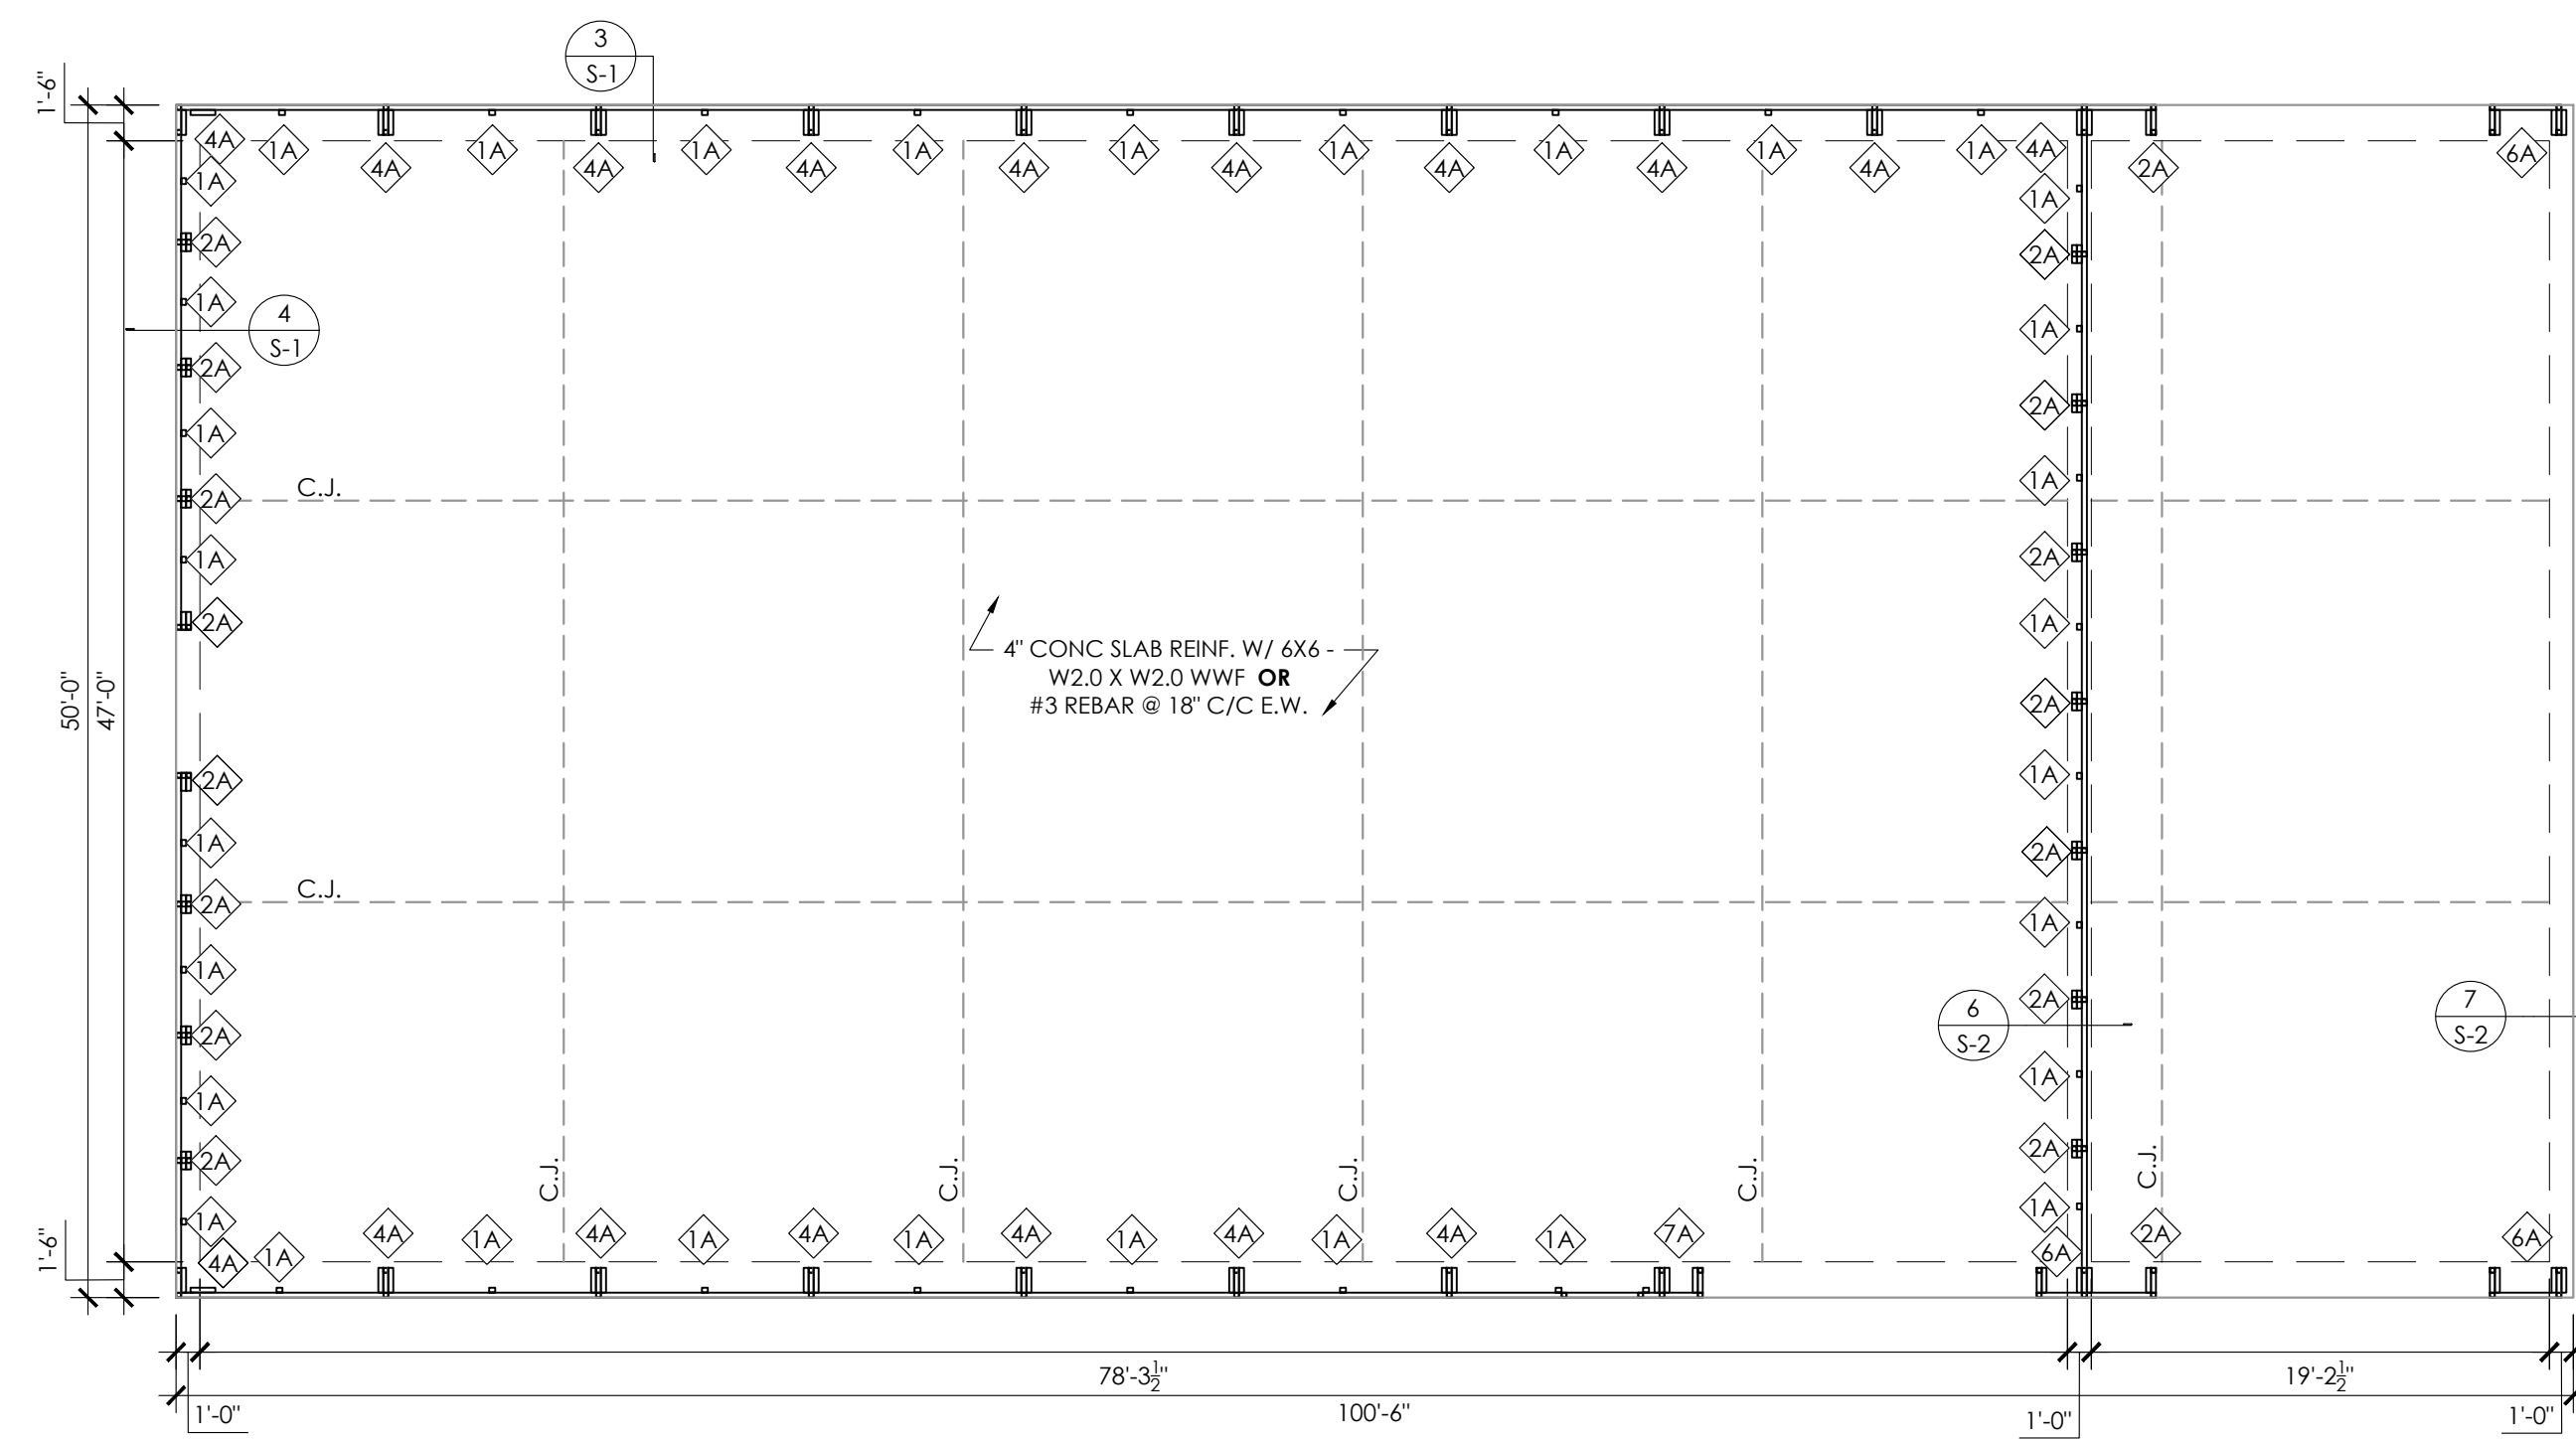 3
S-1
1'-6"
4A
1A
4A
1A
4A
1A
4A
1A
4A
1A
4A
1A
4A
1A
4A
1A
4A
1A
4A
2A
6A
1A
2A
1A
2A
1A
2A
1A
2A
2A
1A
2A
1A
2A
1A
2A
1A
4
S-1
1A
2A
1A
2A
1A
2A
1A
2A
1A
2A
1A
2A
1A
2A
1A
C.J.
C.J.
4" CONC SLAB REINF. W/ 6X6 -
W2.0 X W2.0 WWF OR
#3 REBAR @ 18" C/C E.W.
50'-0"
47'-0"
6
S-2
7
S-2
C.J.
C.J.
C.J.
C.J.
C.J.
1'-6"
4A
1A
4A
1A
4A
1A
4A
1A
4A
1A
4A
1A
4A
1A
7A
6A
2A
6A
78'-3½"
19'-2½"
100'-6"
1'-0"
1'-0"
1'-0"